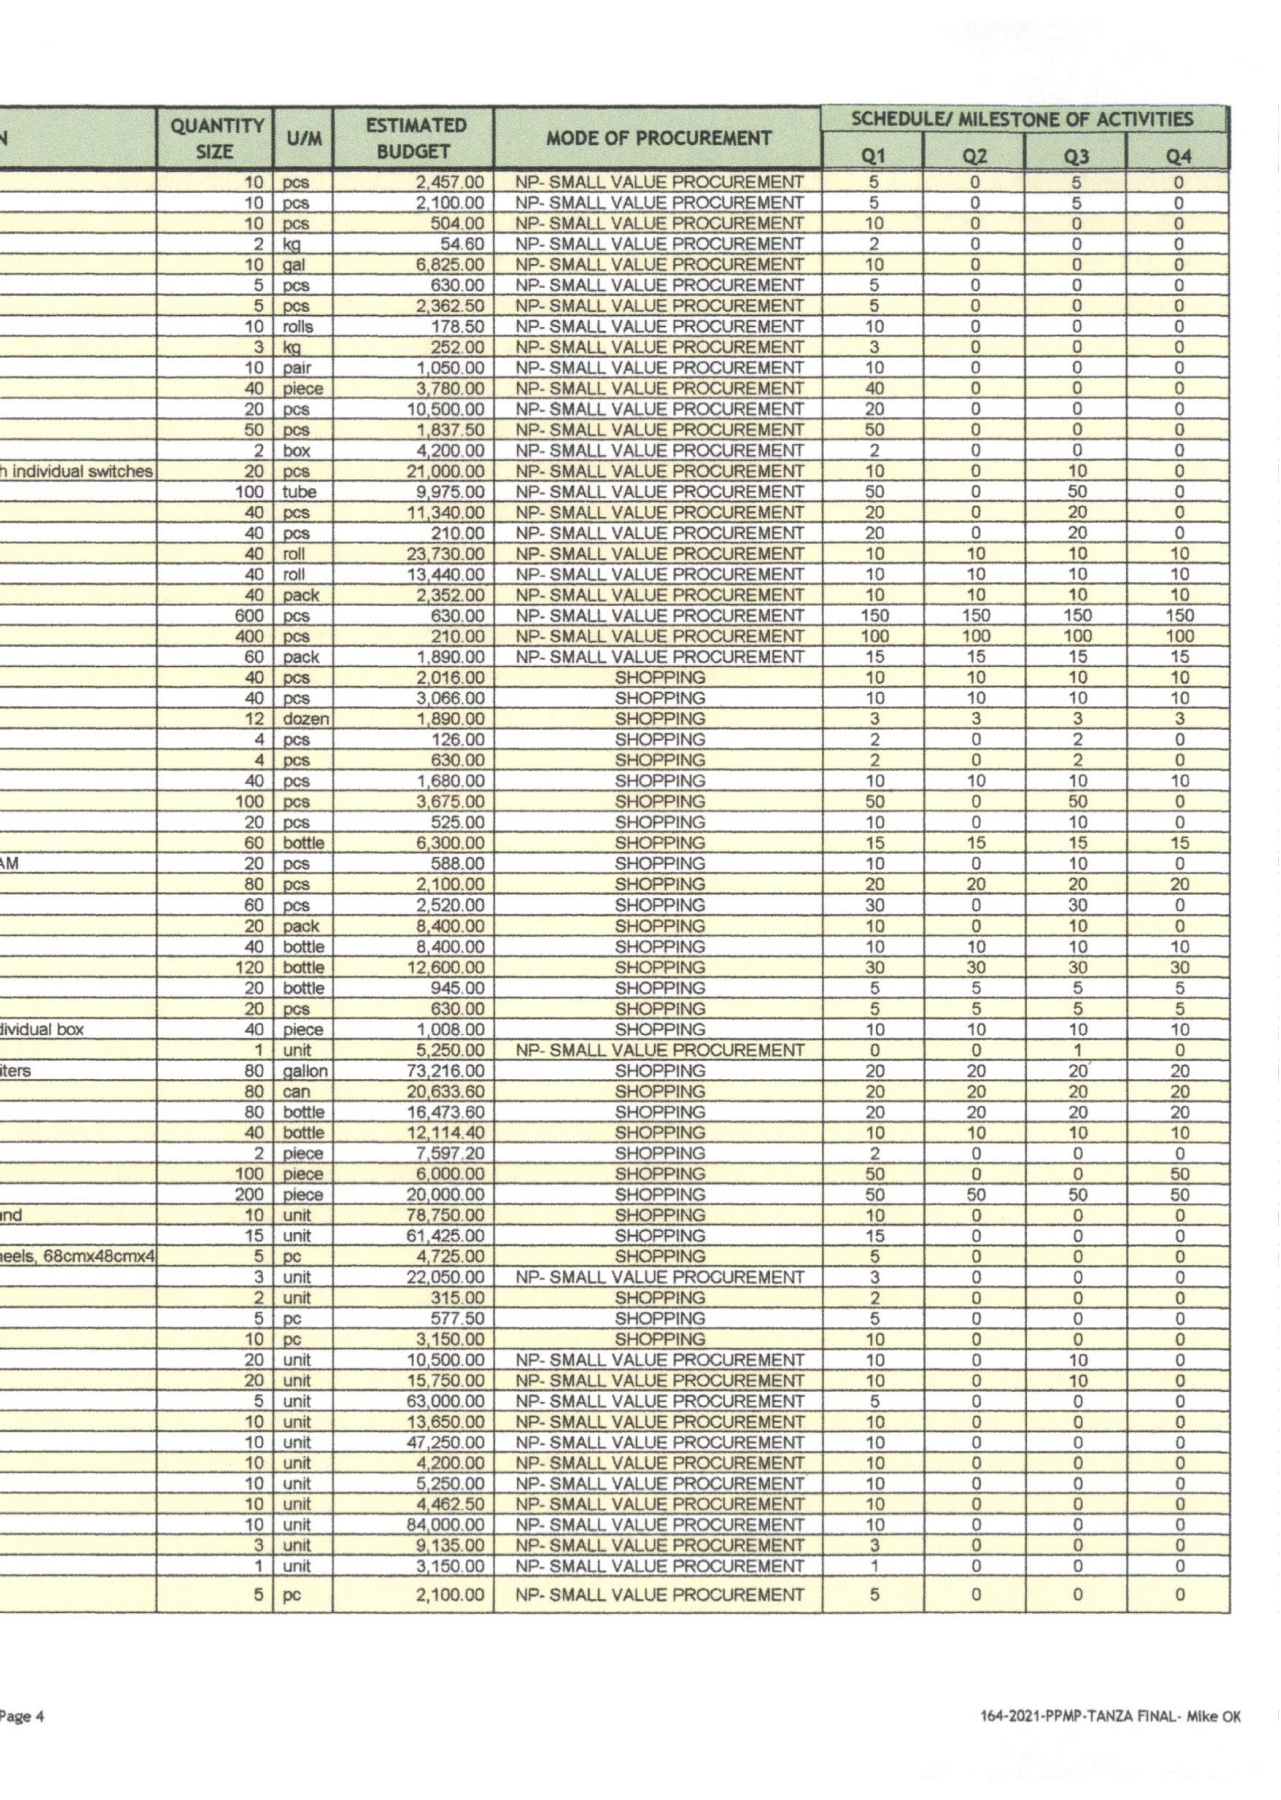 N QUANTITY SIZE U/M ESTIMATED BUDGET MODE OF PROCUREMENT SCHEDULE/ MILESTONE OF ACTIVITIES
Q1 Q2 Q3 Q4
10 pcs 2,457.00 NP- SMALL VALUE PROCUREMENT 5 0 5 0
10 pcs 2,100.00 NP- SMALL VALUE PROCUREMENT 5 0 5 0
10 pcs 504.00 NP- SMALL VALUE PROCUREMENT 10 0 0 0
2 kg 54.60 NP- SMALL VALUE PROCUREMENT 2 0 0 0
10 gal 6,825.00 NP- SMALL VALUE PROCUREMENT 10 0 0 0
5 pcs 630.00 NP- SMALL VALUE PROCUREMENT 5 0 0 0
5 pcs 2,362.50 NP- SMALL VALUE PROCUREMENT 5 0 0 0
10 rolls 178.50 NP- SMALL VALUE PROCUREMENT 10 0 0 0
3 kg 252.00 NP- SMALL VALUE PROCUREMENT 3 0 0 0
10 pair 1,050.00 NP- SMALL VALUE PROCUREMENT 10 0 0 0
40 piece 3,780.00 NP- SMALL VALUE PROCUREMENT 40 0 0 0
20 pcs 10,500.00 NP- SMALL VALUE PROCUREMENT 20 0 0 0
50 pcs 1,837.50 NP- SMALL VALUE PROCUREMENT 50 0 0 0
2 box 4,200.00 NP- SMALL VALUE PROCUREMENT 2 0 0 0
h individual switches 20 pcs 21,000.00 NP- SMALL VALUE PROCUREMENT 10 0 10 0
100 tube 9,975.00 NP- SMALL VALUE PROCUREMENT 50 0 50 0
40 pcs 11,340.00 NP- SMALL VALUE PROCUREMENT 20 0 20 0
40 pcs 210.00 NP- SMALL VALUE PROCUREMENT 20 0 20 0
40 roll 23,730.00 NP- SMALL VALUE PROCUREMENT 10 10 10 10
40 roll 13,440.00 NP- SMALL VALUE PROCUREMENT 10 10 10 10
40 pack 2,352.00 NP- SMALL VALUE PROCUREMENT 10 10 10 10
600 pcs 630.00 NP- SMALL VALUE PROCUREMENT 150 150 150 150
400 pcs 210.00 NP- SMALL VALUE PROCUREMENT 100 100 100 100
60 pack 1,890.00 NP- SMALL VALUE PROCUREMENT 15 15 15 15
40 pcs 2,016.00 SHOPPING 10 10 10 10
40 pcs 3,066.00 SHOPPING 10 10 10 10
12 dozen 1,890.00 SHOPPING 3 3 3 3
4 pcs 126.00 SHOPPING 2 0 2 0
4 pcs 630.00 SHOPPING 2 0 2 0
40 pcs 1,680.00 SHOPPING 10 10 10 10
100 pcs 3,675.00 SHOPPING 50 0 50 0
20 pcs 525.00 SHOPPING 10 0 10 0
60 bottle 6,300.00 SHOPPING 15 15 15 15
AM 20 pcs 588.00 SHOPPING 10 0 10 0
80 pcs 2,100.00 SHOPPING 20 20 20 20
60 pcs 2,520.00 SHOPPING 30 0 30 0
20 pack 8,400.00 SHOPPING 10 0 10 0
40 bottle 8,400.00 SHOPPING 10 10 10 10
120 bottle 12,600.00 SHOPPING 30 30 30 30
20 bottle 945.00 SHOPPING 5 5 5 5
20 pcs 630.00 SHOPPING 5 5 5 5
dividual box 40 piece 1,008.00 SHOPPING 10 10 10 10
1 unit 5,250.00 NP- SMALL VALUE PROCUREMENT 0 0 1 0
iters 80 gallon 73,216.00 SHOPPING 20 20 20 20
80 can 20,633.60 SHOPPING 20 20 20 20
80 bottle 16,473.60 SHOPPING 20 20 20 20
40 bottle 12,114.40 SHOPPING 10 10 10 10
2 piece 7,597.20 SHOPPING 2 0 0 0
100 piece 6,000.00 SHOPPING 50 0 0 50
200 piece 20,000.00 SHOPPING 50 50 50 50
and 10 unit 78,750.00 SHOPPING 10 0 0 0
15 unit 61,425.00 SHOPPING 15 0 0 0
heels, 68cmx48cmx4 5 pc 4,725.00 SHOPPING 5 0 0 0
3 unit 22,050.00 NP- SMALL VALUE PROCUREMENT 3 0 0 0
2 unit 315.00 SHOPPING 2 0 0 0
5 pc 577.50 SHOPPING 5 0 0 0
10 pc 3,150.00 SHOPPING 10 0 0 0
20 unit 10,500.00 NP- SMALL VALUE PROCUREMENT 10 0 10 0
20 unit 15,750.00 NP- SMALL VALUE PROCUREMENT 10 0 10 0
5 unit 63,000.00 NP- SMALL VALUE PROCUREMENT 5 0 0 0
10 unit 13,650.00 NP- SMALL VALUE PROCUREMENT 10 0 0 0
10 unit 47,250.00 NP- SMALL VALUE PROCUREMENT 10 0 0 0
10 unit 4,200.00 NP- SMALL VALUE PROCUREMENT 10 0 0 0
10 unit 5,250.00 NP- SMALL VALUE PROCUREMENT 10 0 0 0
10 unit 4,462.50 NP- SMALL VALUE PROCUREMENT 10 0 0 0
10 unit 84,000.00 NP- SMALL VALUE PROCUREMENT 10 0 0 0
3 unit 9,135.00 NP- SMALL VALUE PROCUREMENT 3 0 0 0
1 unit 3,150.00 NP- SMALL VALUE PROCUREMENT 1 0 0 0
5 pc 2,100.00 NP- SMALL VALUE PROCUREMENT 5 0 0 0
Page 4 164-2021-PPMP-TANZA FINAL- Mike OK